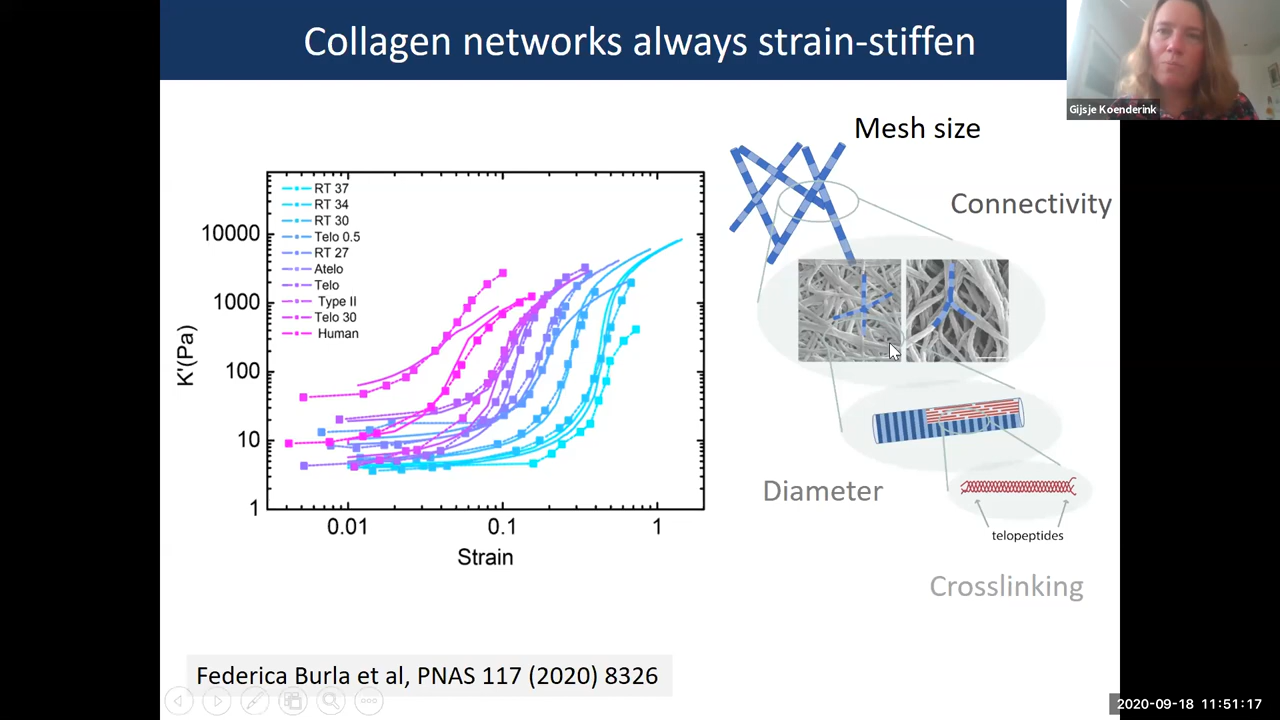 Collagen networks always strain-stiffen
Gijsje Koenderink
Mesh size
Connectivity
RT 37
RT 34
RT 30
Telo 0.5
RT 27
Atelo
Telo
Type II
Telo 30
Human
10000
1000
100
10
1
K'(Pa)
0.01
0.1
1
Strain
Diameter
telopeptides
Crosslinking
Federica Burla et al, PNAS 117 (2020) 8326
2020-09-18 11:51:17